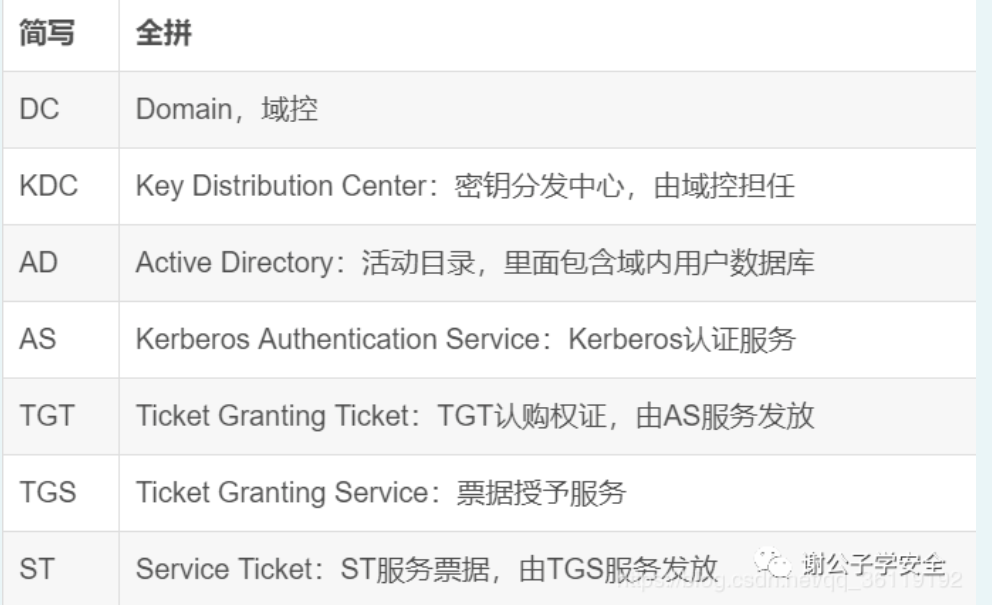 简写 全拼
DC Domain，域控
KDC Key Distribution Center：密钥分发中心，由域控担任
AD Active Directory：活动目录，里面包含域内用户数据库
AS Kerberos Authentication Service：Kerberos认证服务
TGT Ticket Granting Ticket：TGT认购权证，由AS服务发放
TGS Ticket Granting Service：票据授予服务
ST Service Ticket：ST服务票据，由TGS服务发放
谢公子学安全
https://blog.csdn.net/qq_36119192